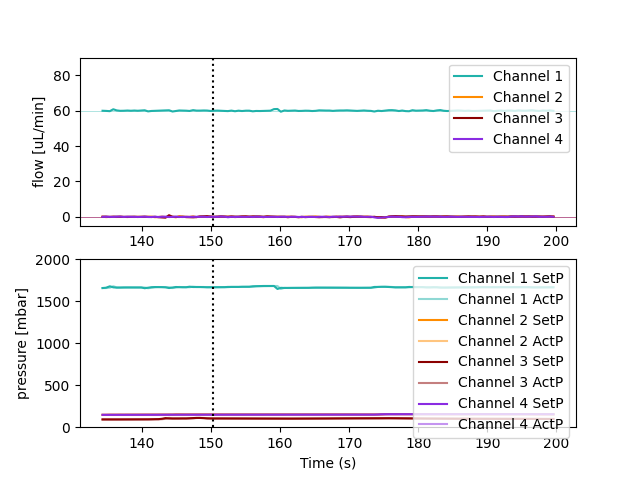 80
60
40
20
0
flow [uL/min]
Channel 1
Channel 2
Channel 3
Channel 4
140 150 160 170 180 190 200
2000
1500
1000
500
0
pressure [mbar]
Channel 1 SetP
Channel 1 ActP
Channel 2 SetP
Channel 2 ActP
Channel 3 SetP
Channel 3 ActP
Channel 4 SetP
Channel 4 ActP
140 150 160 170 180 190 200
Time (s)